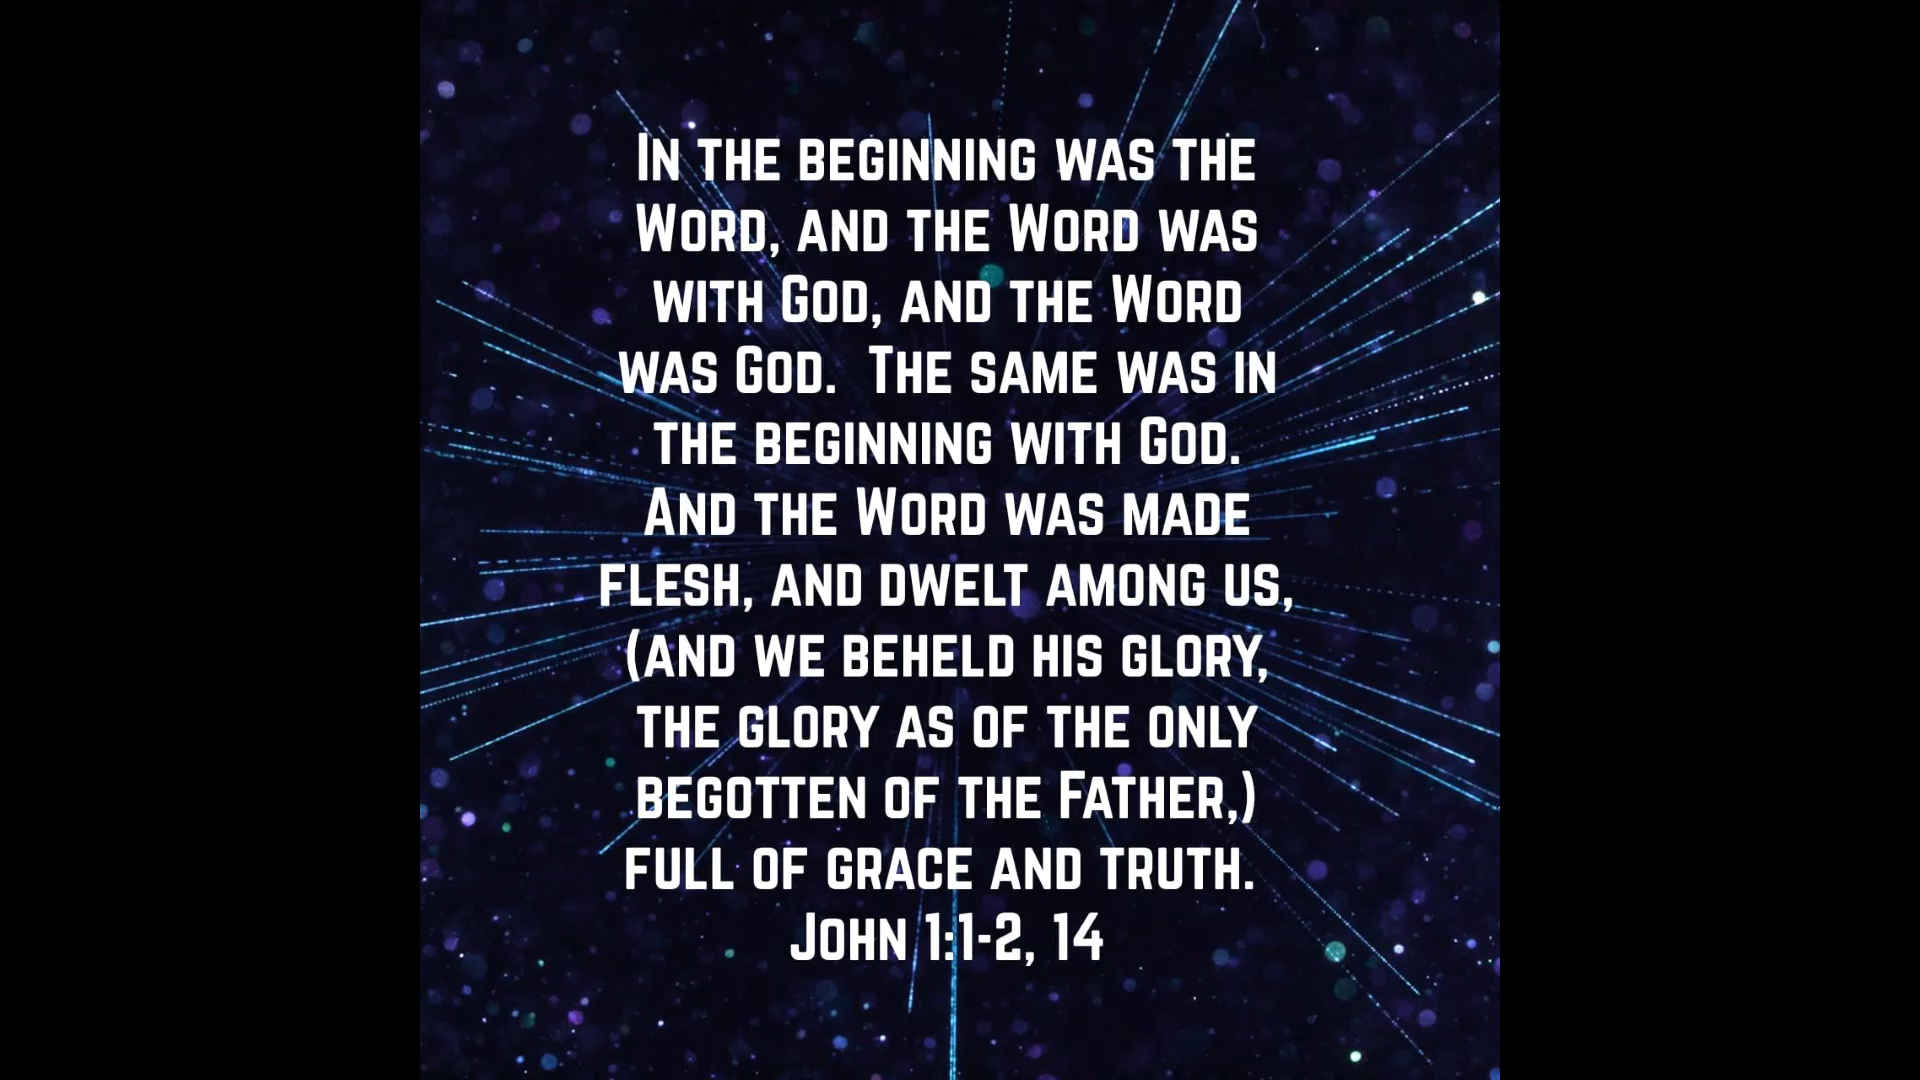 In the beginning was the
Word, and the Word was
with God, and the Word
was God.  The same was in
the beginning with God.
And the Word was made
flesh, and dwelt among us,
(and we beheld his glory,
the glory as of the only
begotten of the Father,)
full of grace and truth.
John 1:1-2, 14